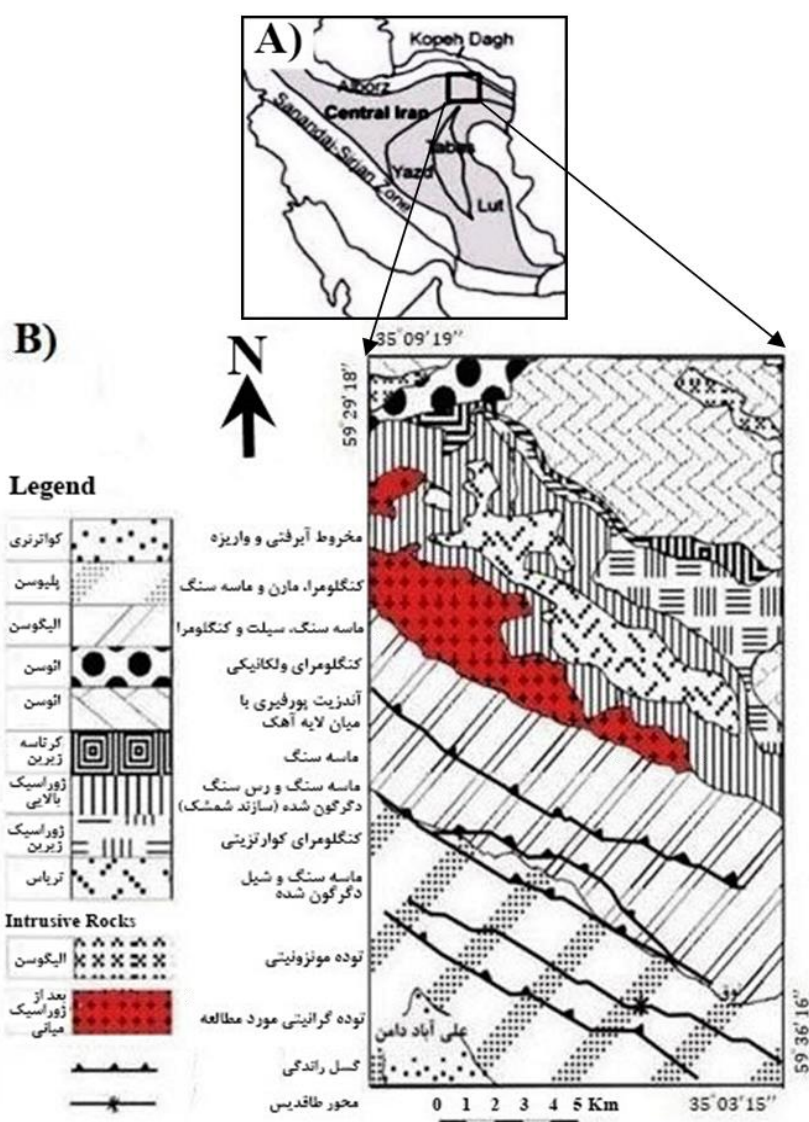 A)
Kopeh Dagh
Alborz
Central Iran
Sanandaj-Sirjan Zone
Tabas
Yazd
Lut
B)
N
35°09'19"
59°29'18"
Legend
کواترنری
مخروط آبرفتی و واریزه
پلیوسن
کنگلومرا، مارن و ماسه سنگ
الیگوسن
ماسه سنگ، سیلت و کنگلومرا
ائوسن
کنگلومرای ولکانیکی
ائوسن
آندزیت پورفیری با
میان لایه آهک
کرتاسه
زیرین
ماسه سنگ
ژوراسیک
بالایی
ماسه سنگ و رس سنگ
دگرگون شده (سازند شمشک)
ژوراسیک
زیرین
کنگلومرای کوارتزیتی
تریاس
ماسه سنگ و شیل
دگرگون شده
Intrusive Rocks
الیگوسن
توده مونزونیتی
بعد از
ژوراسیک
میانی
توده گرانیتی مورد مطالعه
گسل راندگی
محور طاقدیس
علی آباد دامن
59°36'16"
0 1 2 3 4 5 Km
35°03'15"